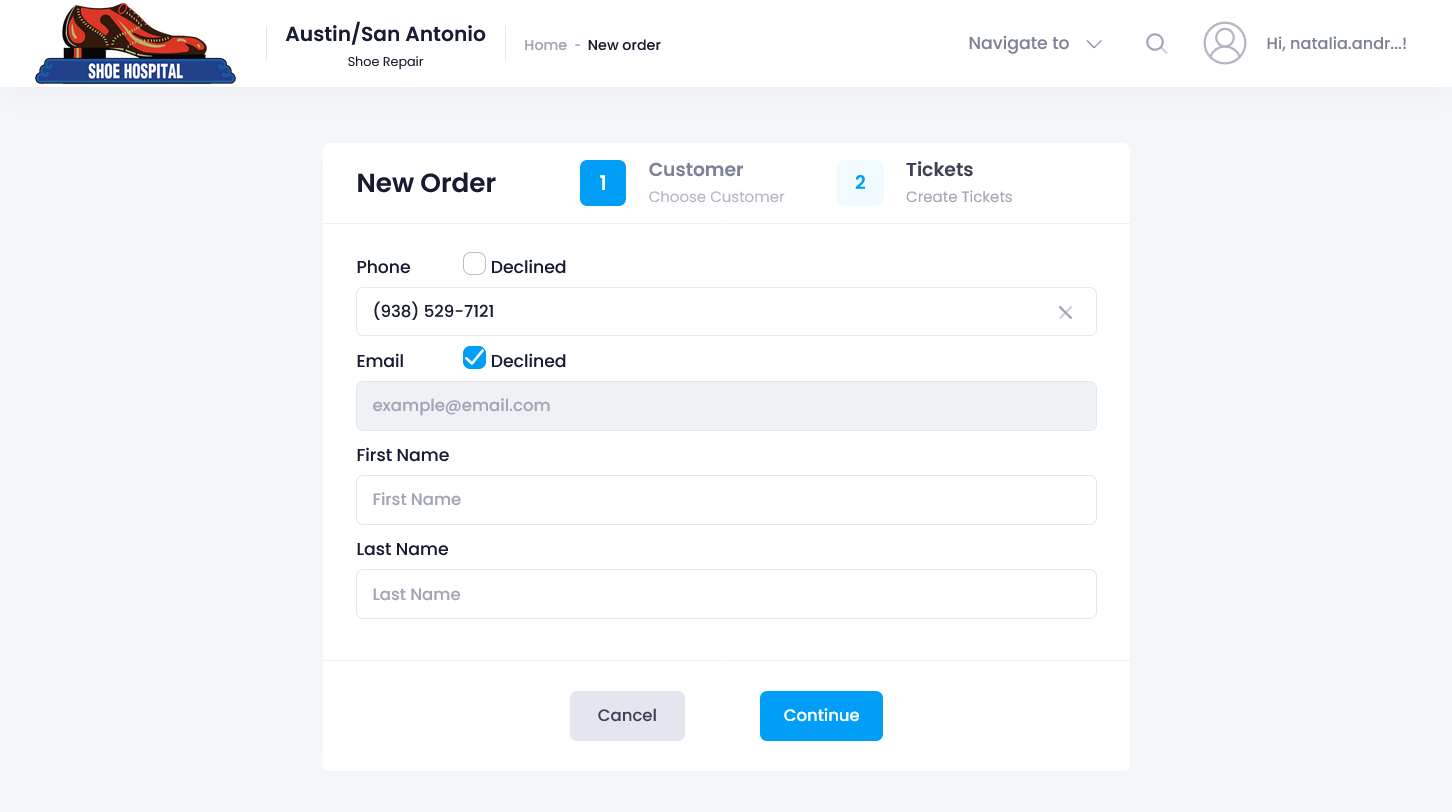 SHOE HOSPITAL
Austin/San Antonio
Shoe Repair
Home - New order
Navigate to
Hi, natalia.andr...!
New Order
1
Customer
Choose Customer
2
Tickets
Create Tickets
Phone
Declined
(938) 529-7121
Email
Declined
example@email.com
First Name
First Name
Last Name
Last Name
Cancel
Continue